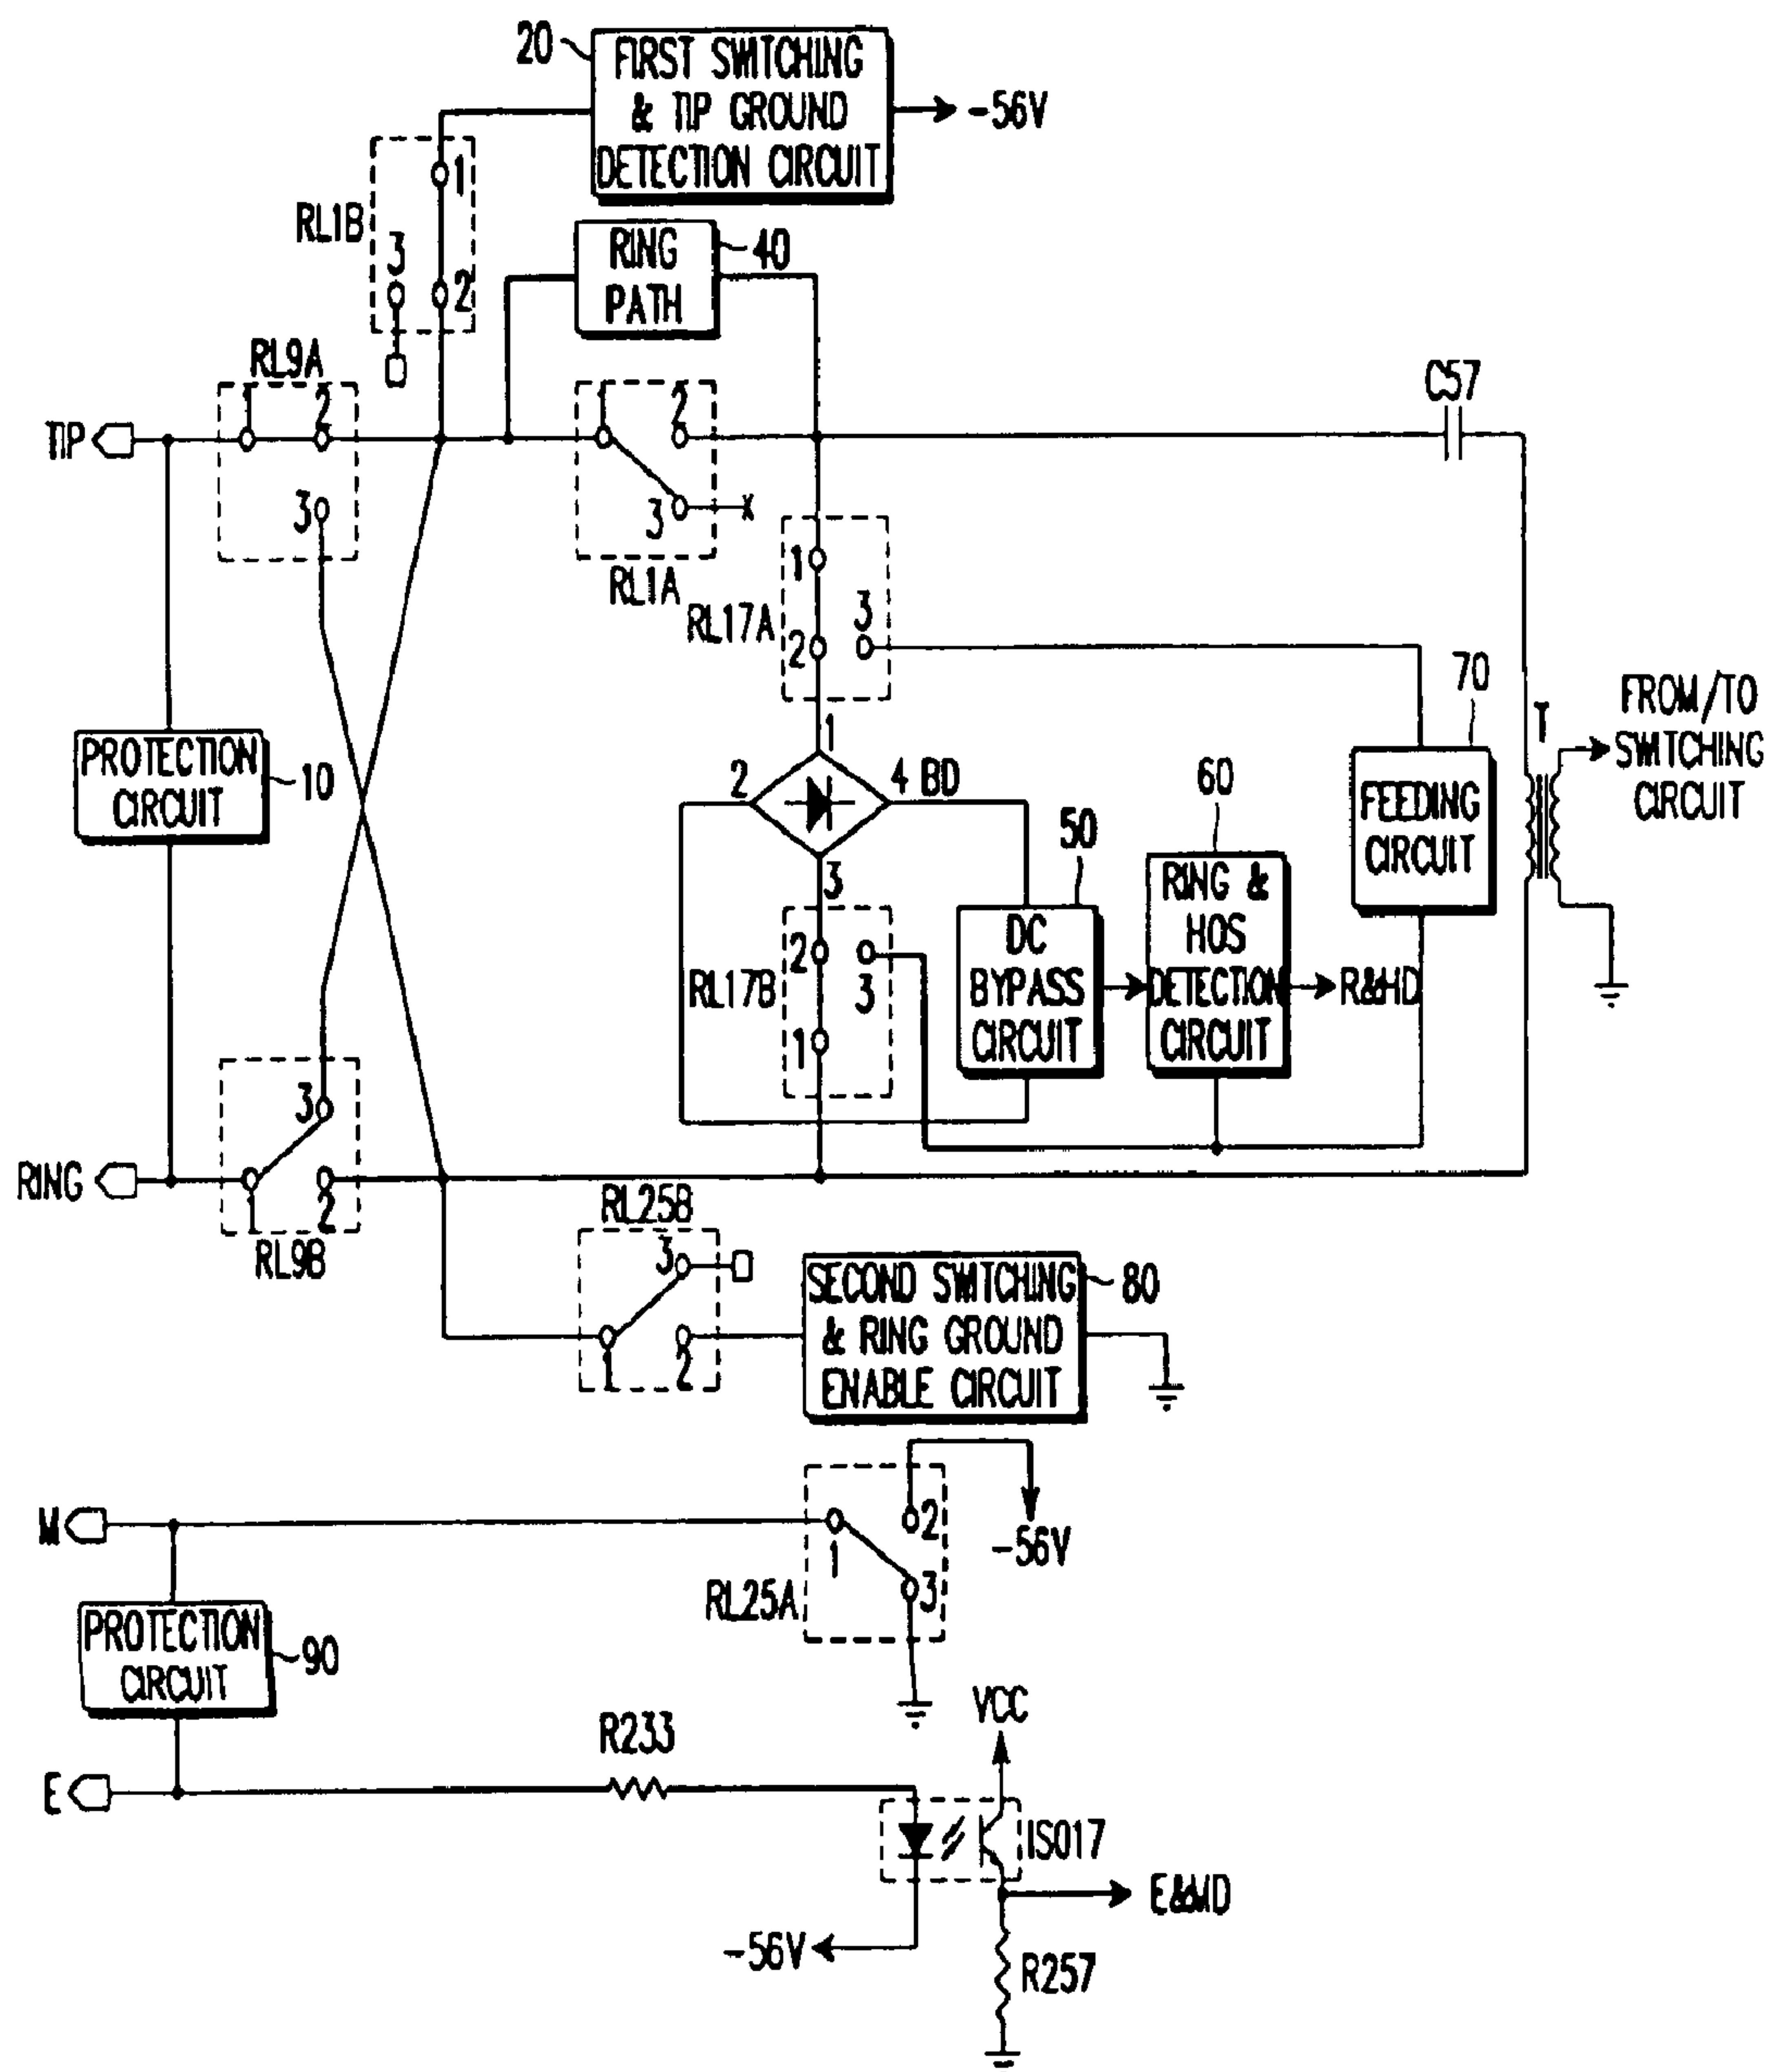 20
FIRST SWITCHING
& TIP GROUND
DETECTION CIRCUIT
-56V
1
RL1B
3
2
RING
PATH
40
RL9A
1
2
3
TIP
1
2
3
X
RL1A
C57
1
RL17A
2
3
70
FROM/TO
SWITCHING
CIRCUIT
T
PROTECTION
CIRCUIT
10
1
2
4 BD
3
50
60
FEEDING
CIRCUIT
RING &
HOS
DETECTION
CIRCUIT
DC
BYPASS
CIRCUIT
R&HD
2
RL17B
3
1
3
RING
1
2
RL9B
RL25B
3
1
2
SECOND SWITCHING
& RING GROUND
ENABLE CIRCUIT
80
M
1
2
-56V
3
RL25A
PROTECTION
CIRCUIT
90
VCC
R233
E
ISO17
E&MD
-56V
R257